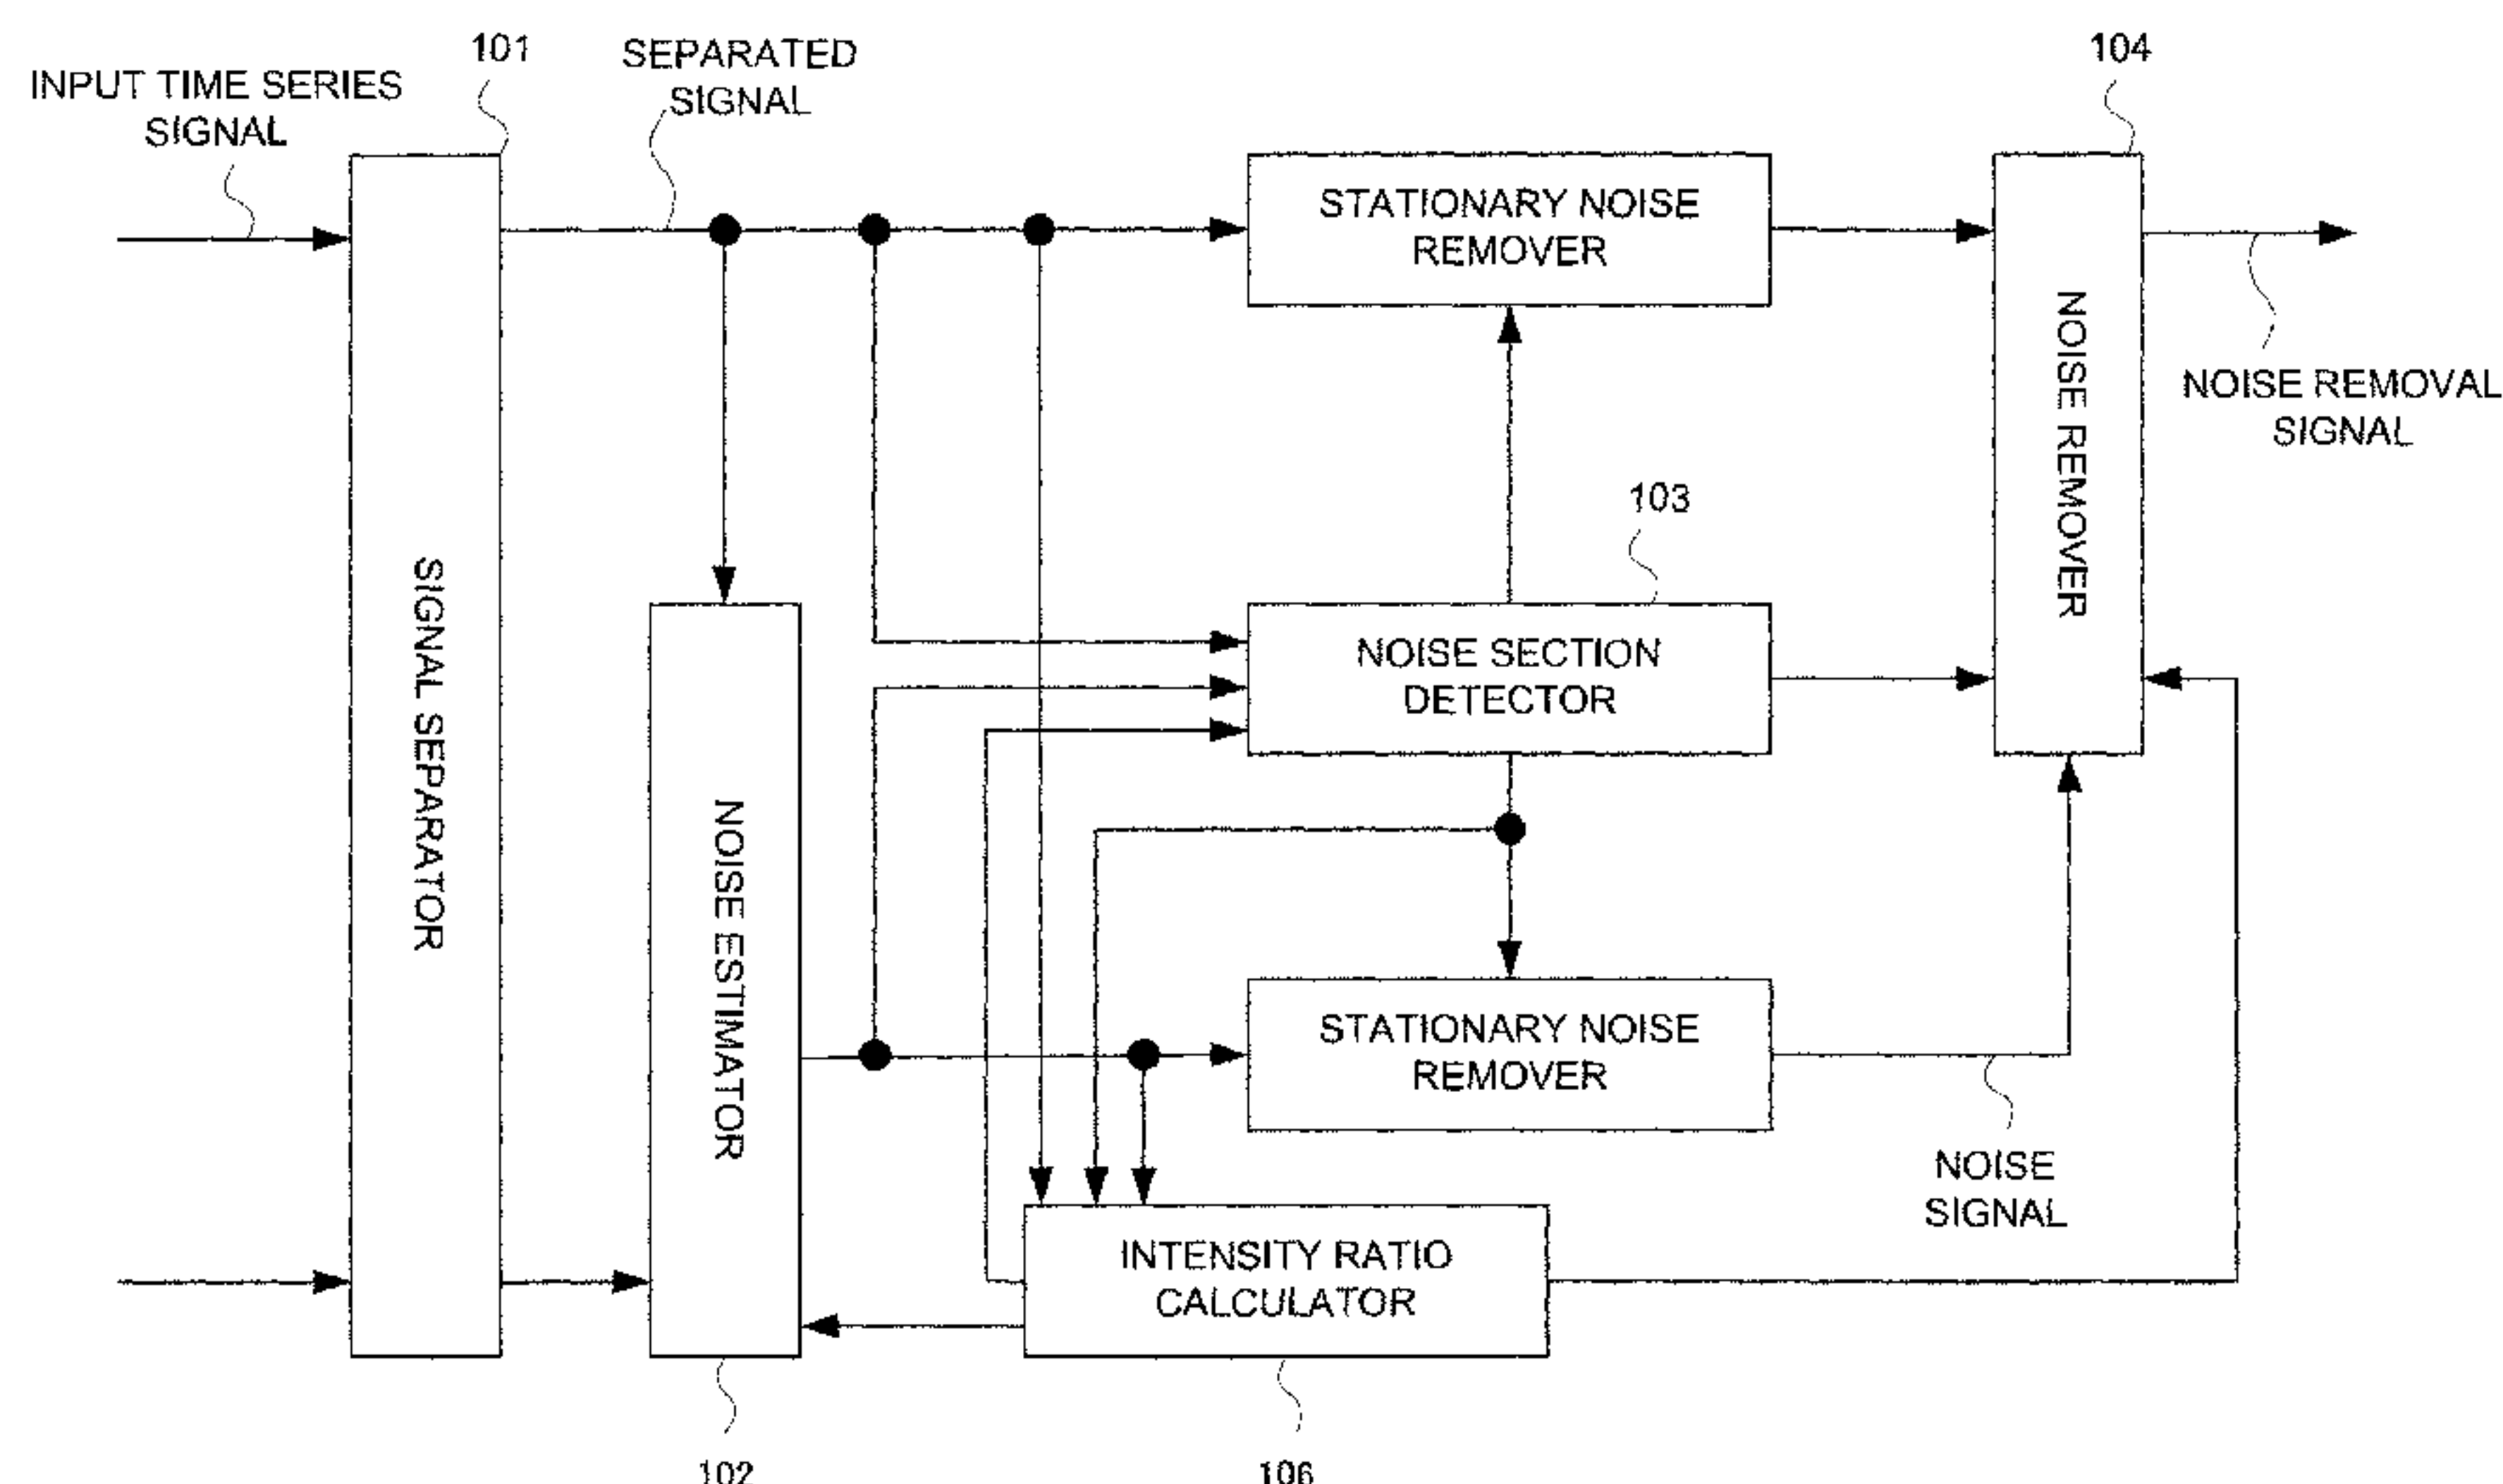 101
SEPARATED
SIGNAL
104
INPUT TIME SERIES
SIGNAL
STATIONARY NOISE
REMOVER
NOISE REMOVER
NOISE REMOVAL
SIGNAL
103
SIGNAL SEPARATOR
NOISE SECTION
DETECTOR
NOISE ESTIMATOR
STATIONARY NOISE
REMOVER
NOISE
SIGNAL
INTENSITY RATIO
CALCULATOR
102
106